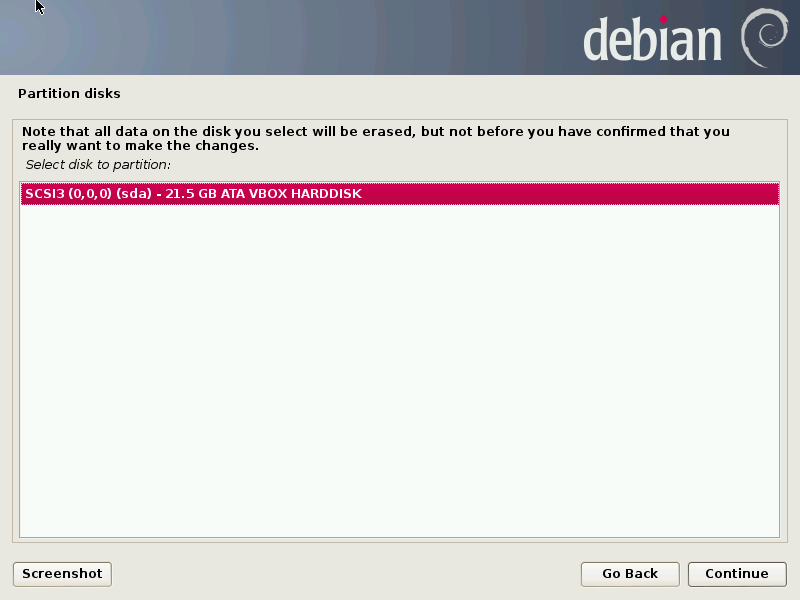 debian
Partition disks
Note that all data on the disk you select will be erased, but not before you have confirmed that you
really want to make the changes.
Select disk to partition:
SCSI3 (0,0,0) (sda) - 21.5 GB ATA VBOX HARDDISK
Screenshot
Go Back
Continue